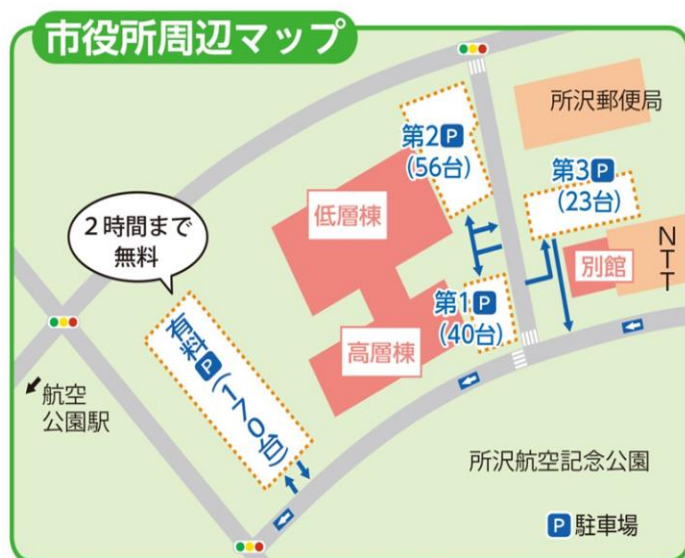 市役所周辺マップ
所沢郵便局
第2P
(56台)
第3P
(23台)
低層棟
2時間まで
無料
別館
NTT
第1P
(40台)
高層棟
有料P(170台)
航空
公園駅
所沢航空記念公園
P駐車場